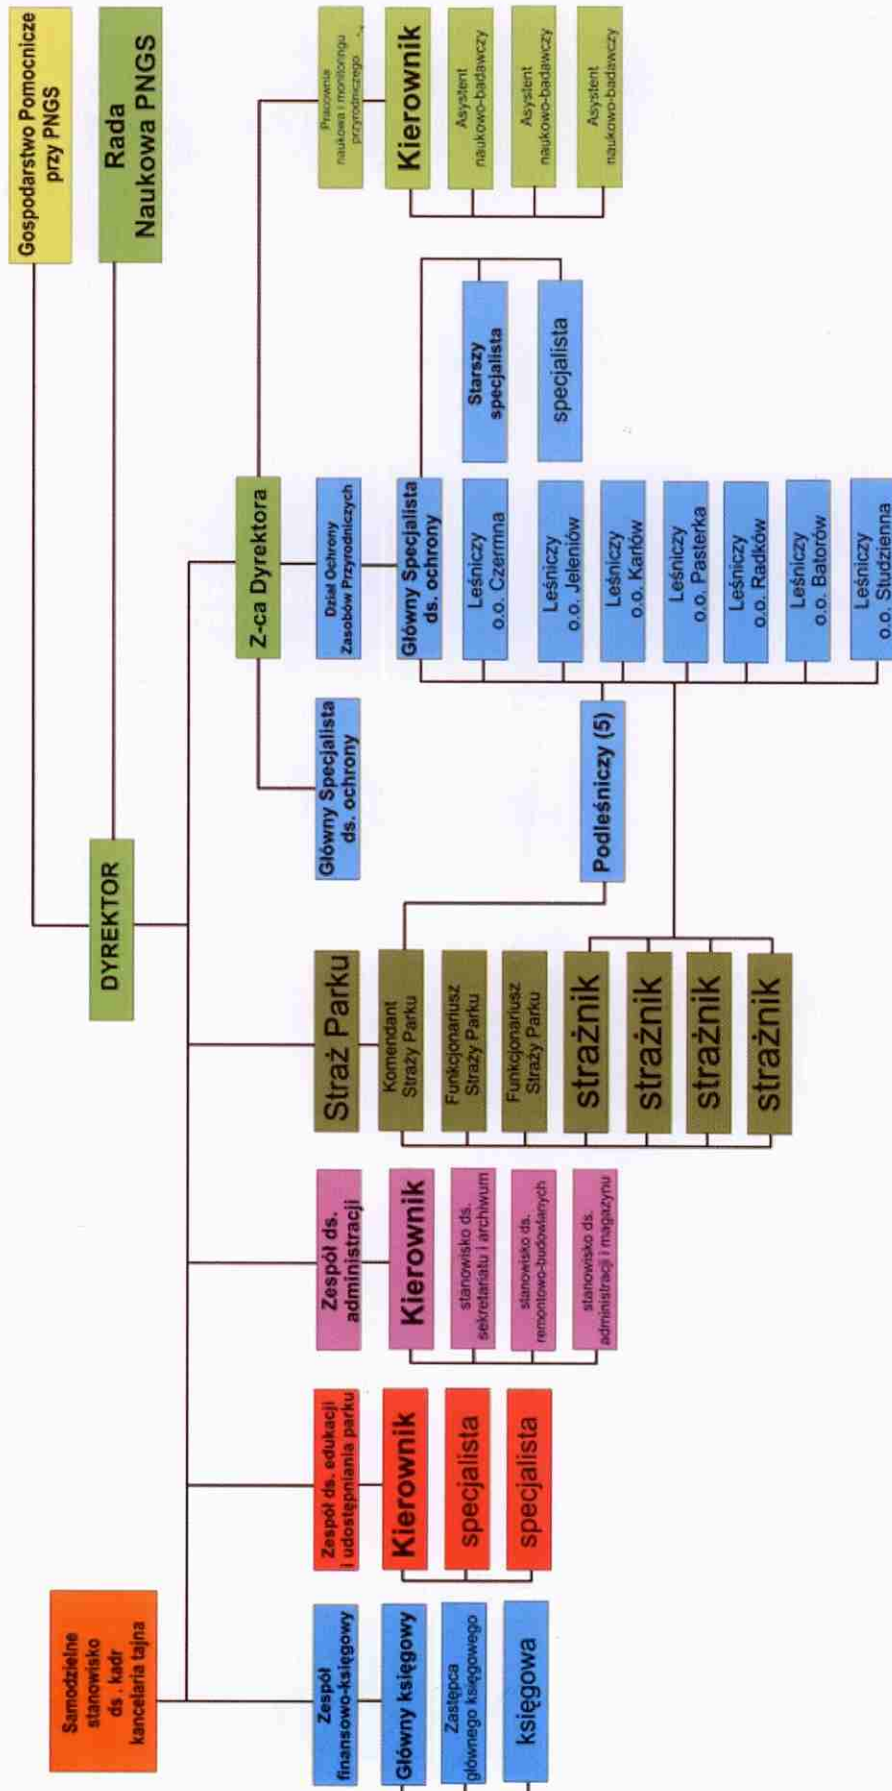 Gospodarstwo Pomocnicze
przy PNGS
Rada
Naukowa PNGS
DYREKTOR
Samodzielne
stanowisko
ds . kadr
kancelaria tajna
Zespół
finansowo-księgowy
Główny księgowy
Zastępca
głównego księgowego
księgowa
Zespół ds. edukacji
i udostępniania parku
Kierownik
specjalista
specjalista
Zespół ds.
administracji
Kierownik
stanowisko ds.
sekretariatu i archiwum
stanowisko ds.
remontowo-budowlanych
stanowisko ds.
administracji i magazynu
Straż Parku
Komendant
Straży Parku
Funkcjonariusz
Straży Parku
Funkcjonariusz
Straży Parku
strażnik
strażnik
strażnik
strażnik
Z-ca Dyrektora
Główny Specjalista
ds. ochrony
Podleśniczy (5)
Dział Ochrony
Zasobów Przyrodniczych
Główny Specjalista
ds. ochrony
Leśniczy
o.o. Czermna
Leśniczy
o.o. Jeleniów
Leśniczy
o.o. Karłów
Leśniczy
o.o. Pasterka
Leśniczy
o.o. Radków
Leśniczy
o.o. Batorów
Leśniczy
o.o. Studzienna
Starszy
specjalista
specjalista
Pracownia
naukowa i monitoringu
przyrodniczego
Kierownik
Asystent
naukowo-badawczy
Asystent
naukowo-badawczy
Asystent
naukowo-badawczy